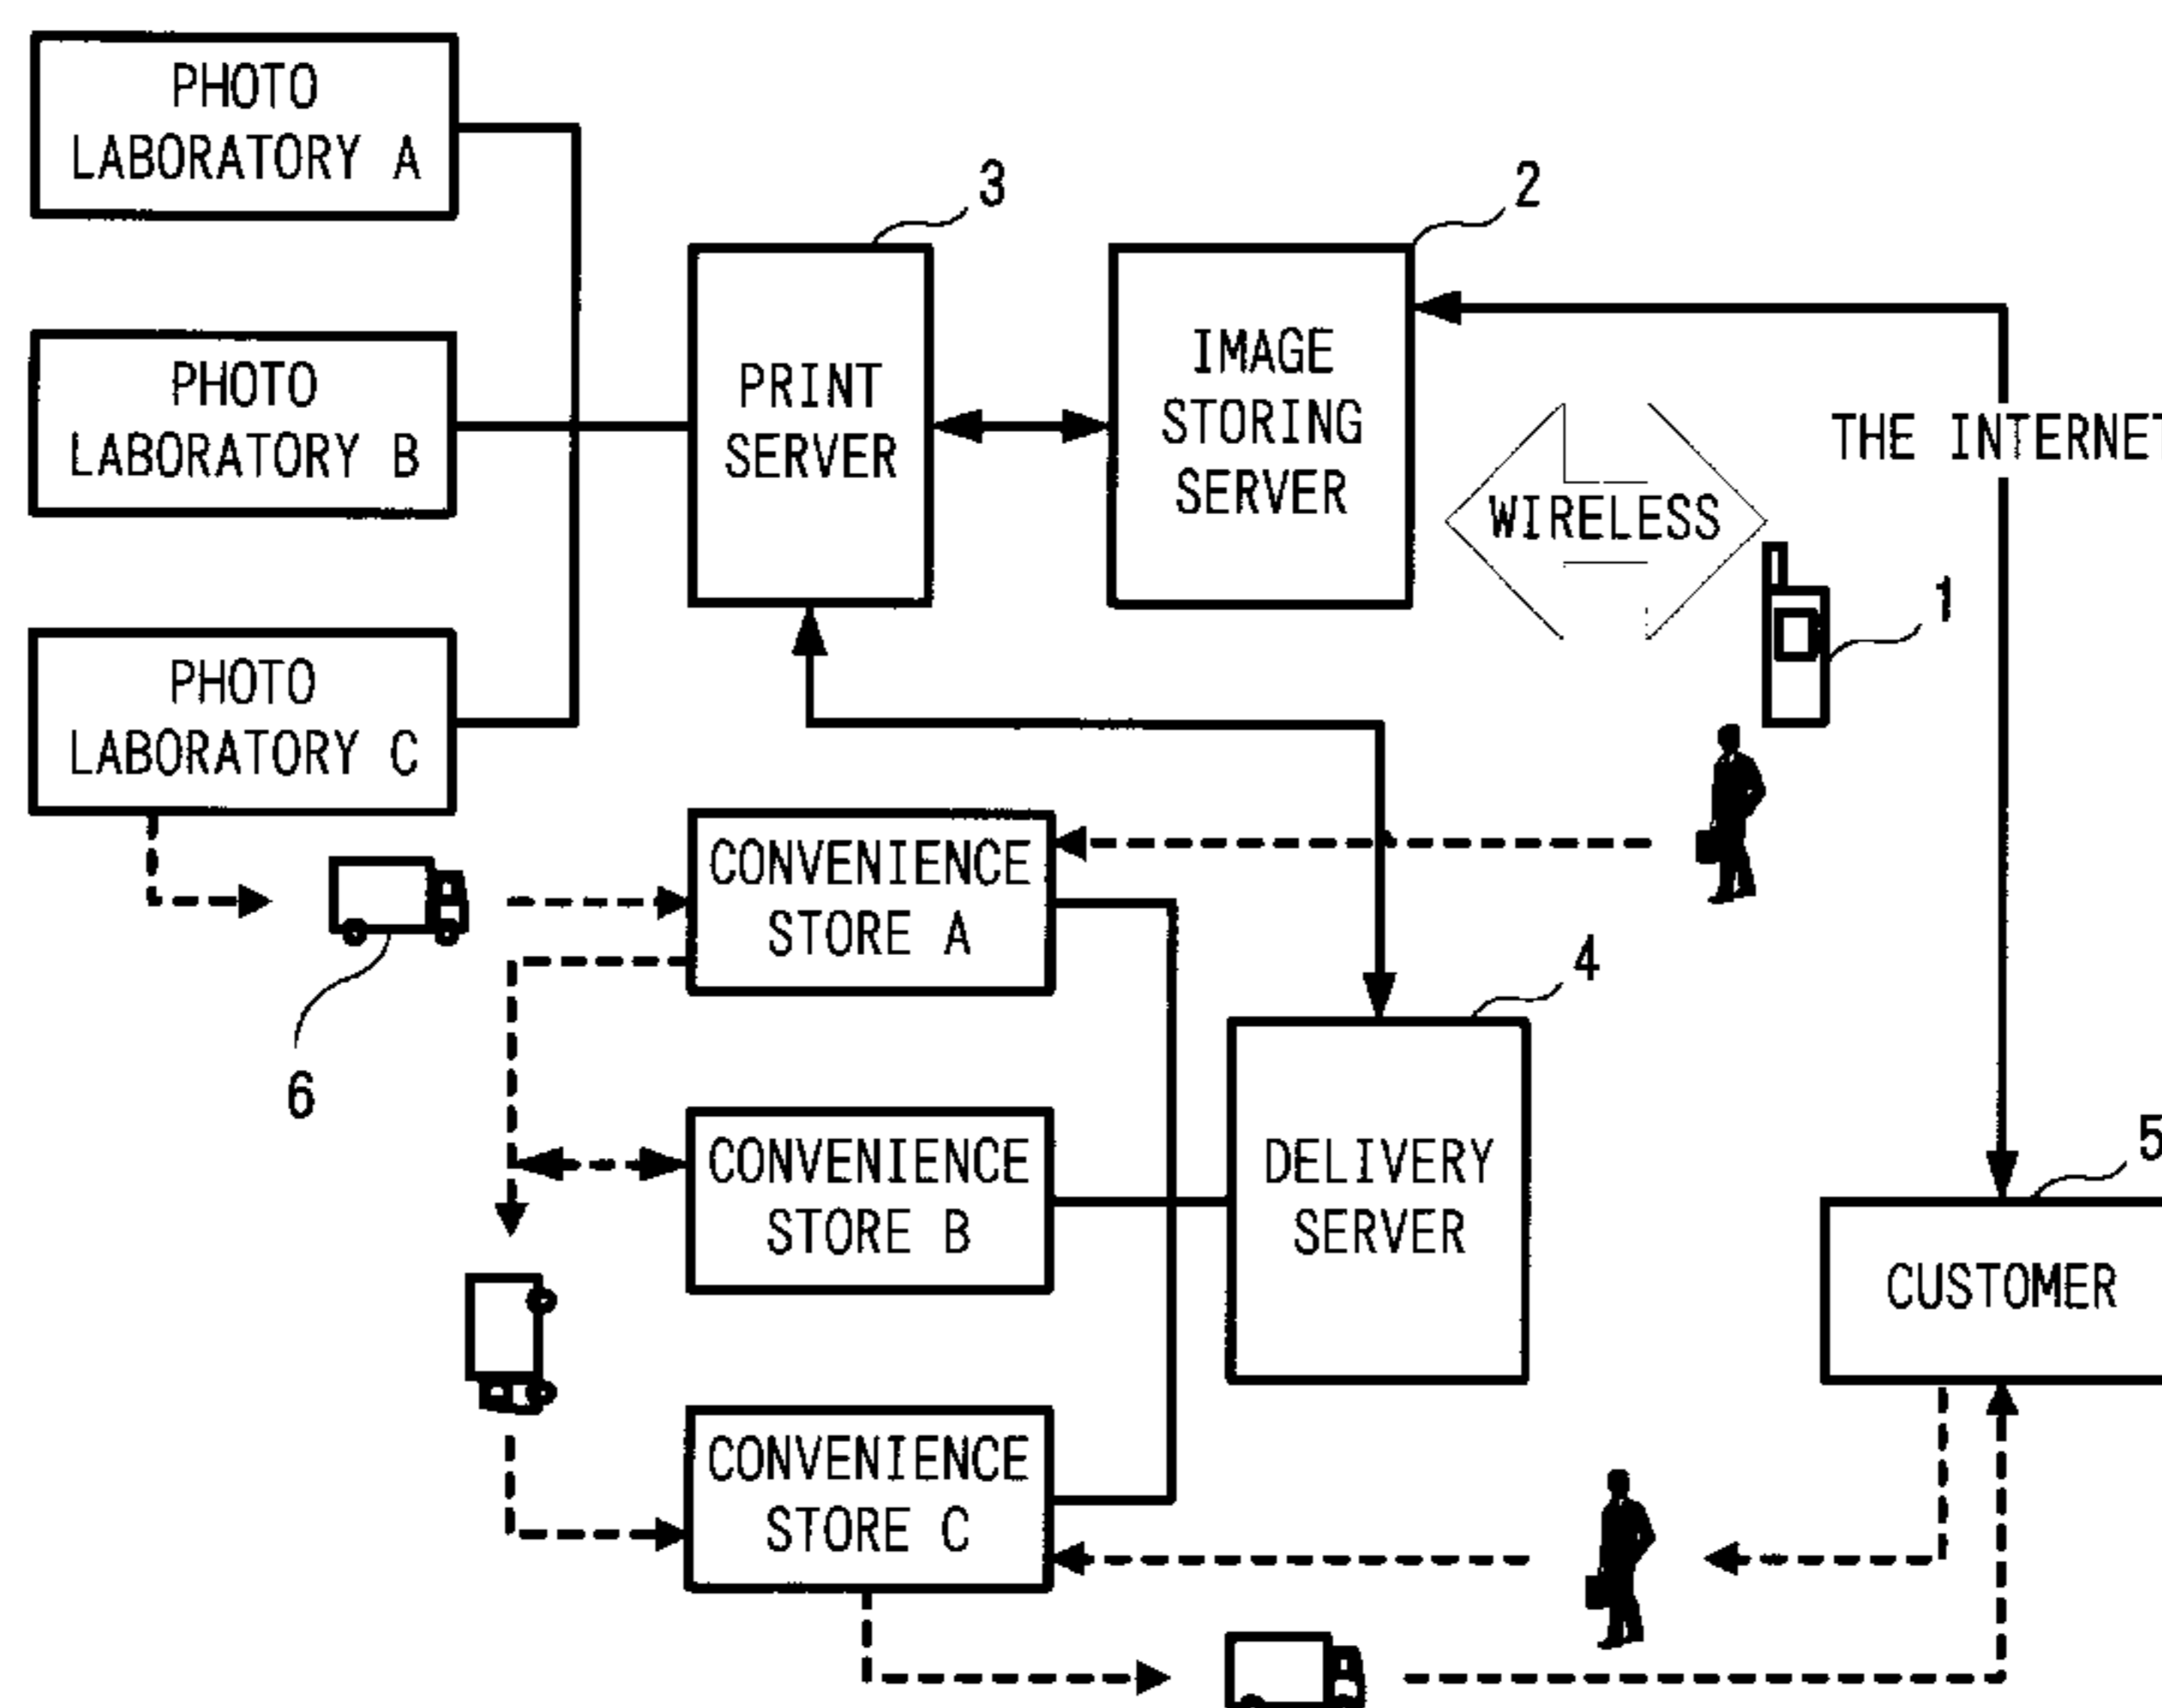 PHOTO
LABORATORY A
3
2
PHOTO
LABORATORY B
PRINT
SERVER
IMAGE
STORING
SERVER
THE INTERNET
WIRELESS
1
PHOTO
LABORATORY C
CONVENIENCE
STORE A
4
6
CONVENIENCE
STORE B
DELIVERY
SERVER
5
CUSTOMER
CONVENIENCE
STORE C